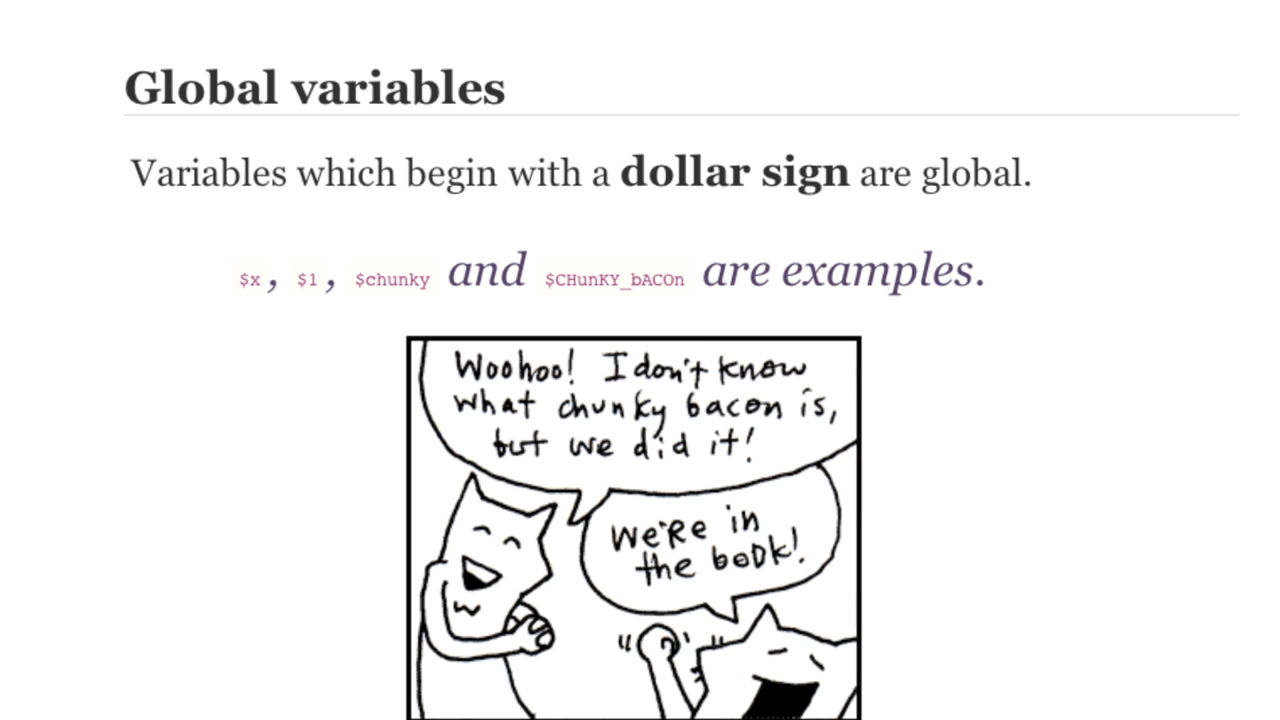 Global variables
Variables which begin with a dollar sign are global.
$x, $1, $chunky and $CHunKY_bACOn are examples.
Woohoo! I don't know
what chunky bacon is,
but we did it!
We're in
the book!